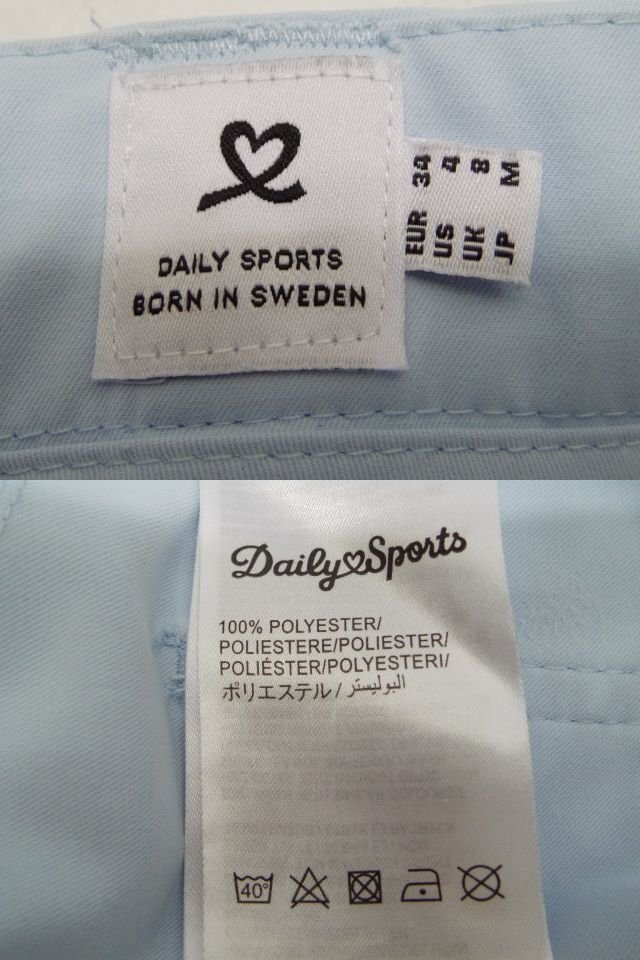 DAILY SPORTS
BORN IN SWEDEN
EUR 34
US 4
UK 8
JP M
Daily Sports
100% POLYESTER/
POLIESTERE/POLIESTER/
POLIÉSTER/POLYESTERI/
ポリエステル / البوليستر
40°